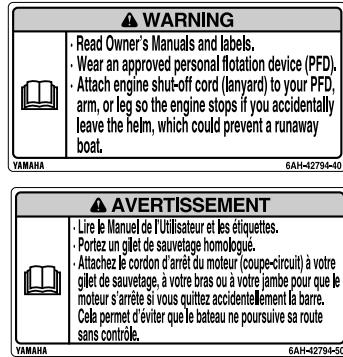 WARNING
· Read Owner's Manuals and labels.
· Wear an approved personal flotation device (PFD).
· Attach engine shut-off cord (lanyard) to your PFD,
arm, or leg so the engine stops if you accidentally
leave the helm, which could prevent a runaway
boat.
YAMAHA 6AH-42794-40
AVERTISSEMENT
· Lire le Manuel de l'Utilisateur et les étiquettes.
· Portez un gilet de sauvetage homologué.
· Attachez le cordon d'arrêt du moteur (coupe-circuit) à votre
gilet de sauvetage, à votre bras ou à votre jambe pour que le
moteur s'arrête si vous quittez accidentellement la barre.
Cela permet d'éviter que le bateau ne poursuive sa route
sans contrôle.
YAMAHA 6AH-42794-50